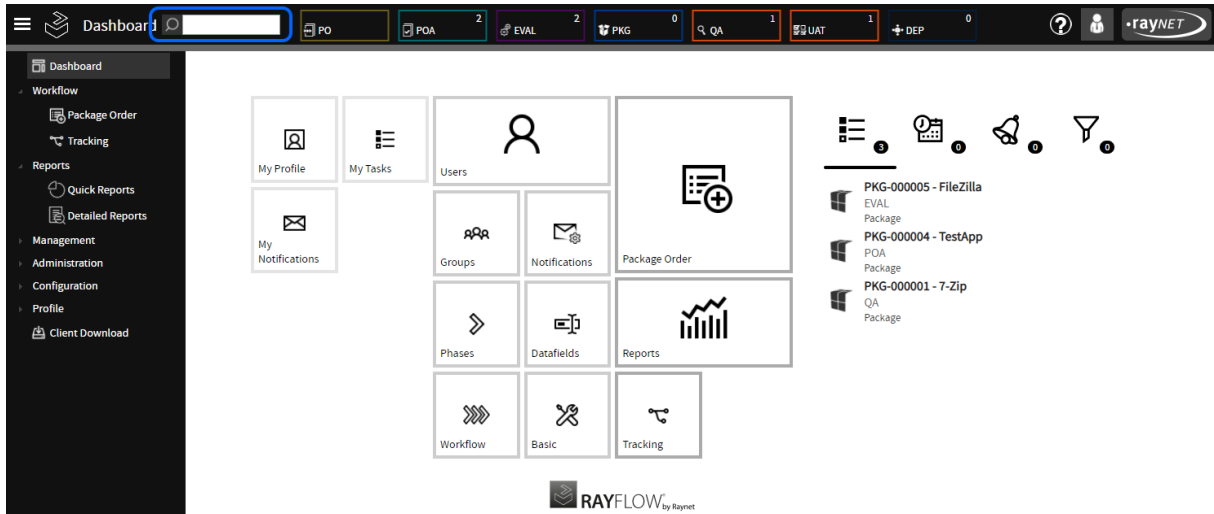 Dashboard
PO
2
POA
2
EVAL
0
PKG
1
QA
1
UAT
0
DEP
?
•rayNET
Dashboard
Workflow
Package Order
Tracking
Reports
Quick Reports
Detailed Reports
Management
Administration
Configuration
Profile
Client Download
My Profile
My Tasks
My
Notifications
Users
Groups
Notifications
Phases
Datafields
Workflow
Basic
Package Order
Reports
Tracking
3
0
0
0
PKG-000005 - FileZilla
EVAL
Package
PKG-000004 - TestApp
POA
Package
PKG-000001 - 7-Zip
QA
Package
RAYFLOW by Raynet